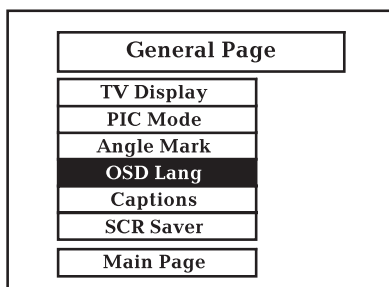 General Page
TV Display
PIC Mode
Angle Mark
OSD Lang
Captions
SCR Saver
Main Page